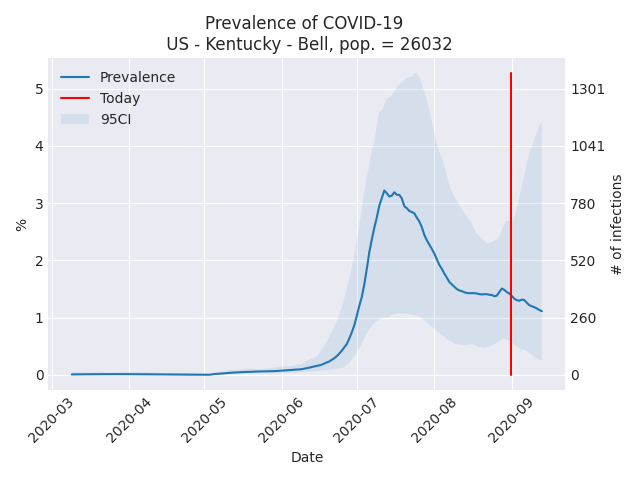 Prevalence of COVID-19
US - Kentucky - Bell, pop. = 26032
Prevalence
Today
95CI
5
4
3
2
1
0
%
1301
1041
780
520
260
0
# of infections
2020-03
2020-04
2020-05
2020-06
2020-07
2020-08
2020-09
Date